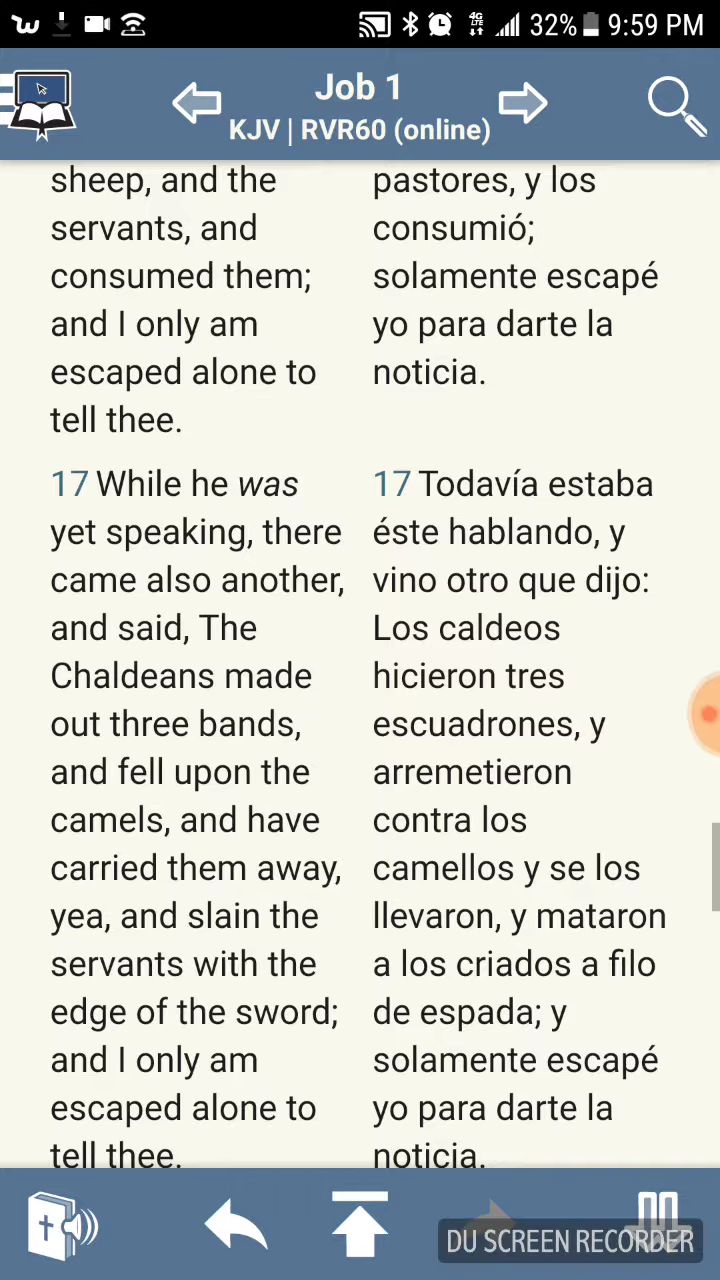 32% 9:59 PM
Job 1
KJV | RVR60 (online)
sheep, and the
servants, and
consumed them;
and I only am
escaped alone to
tell thee.
17 While he was
yet speaking, there
came also another,
and said, The
Chaldeans made
out three bands,
and fell upon the
camels, and have
carried them away,
yea, and slain the
servants with the
edge of the sword;
and I only am
escaped alone to
tell thee.
pastores, y los
consumió;
solamente escapé
yo para darte la
noticia.
17 Todavía estaba
éste hablando, y
vino otro que dijo:
Los caldeos
hicieron tres
escuadrones, y
arremetieron
contra los
camellos y se los
llevaron, y mataron
a los criados a filo
de espada; y
solamente escapé
yo para darte la
noticia.
DU SCREEN RECORDER